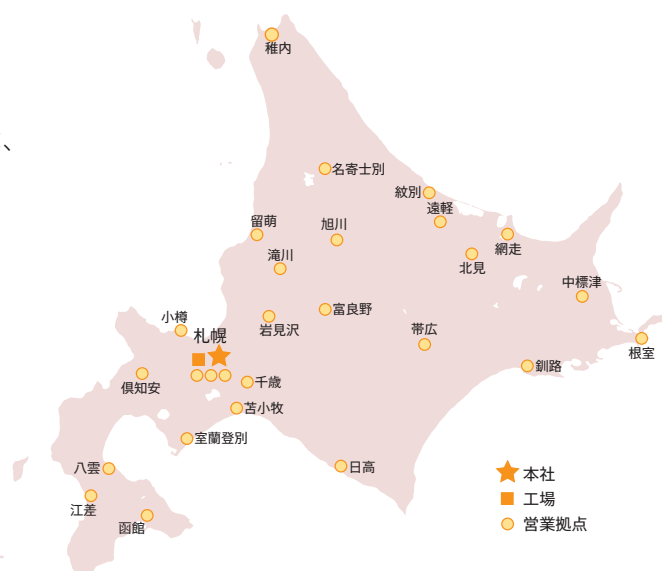 稚内
、
名寄士別
紋別
遠軽
留萌
旭川
網走
滝川
北見
中標津
富良野
小樽
岩見沢
帯広
札幌
根室
釧路
倶知安
千歳
苫小牧
室蘭登別
八雲
日高
本社
江差
工場
函館
営業拠点